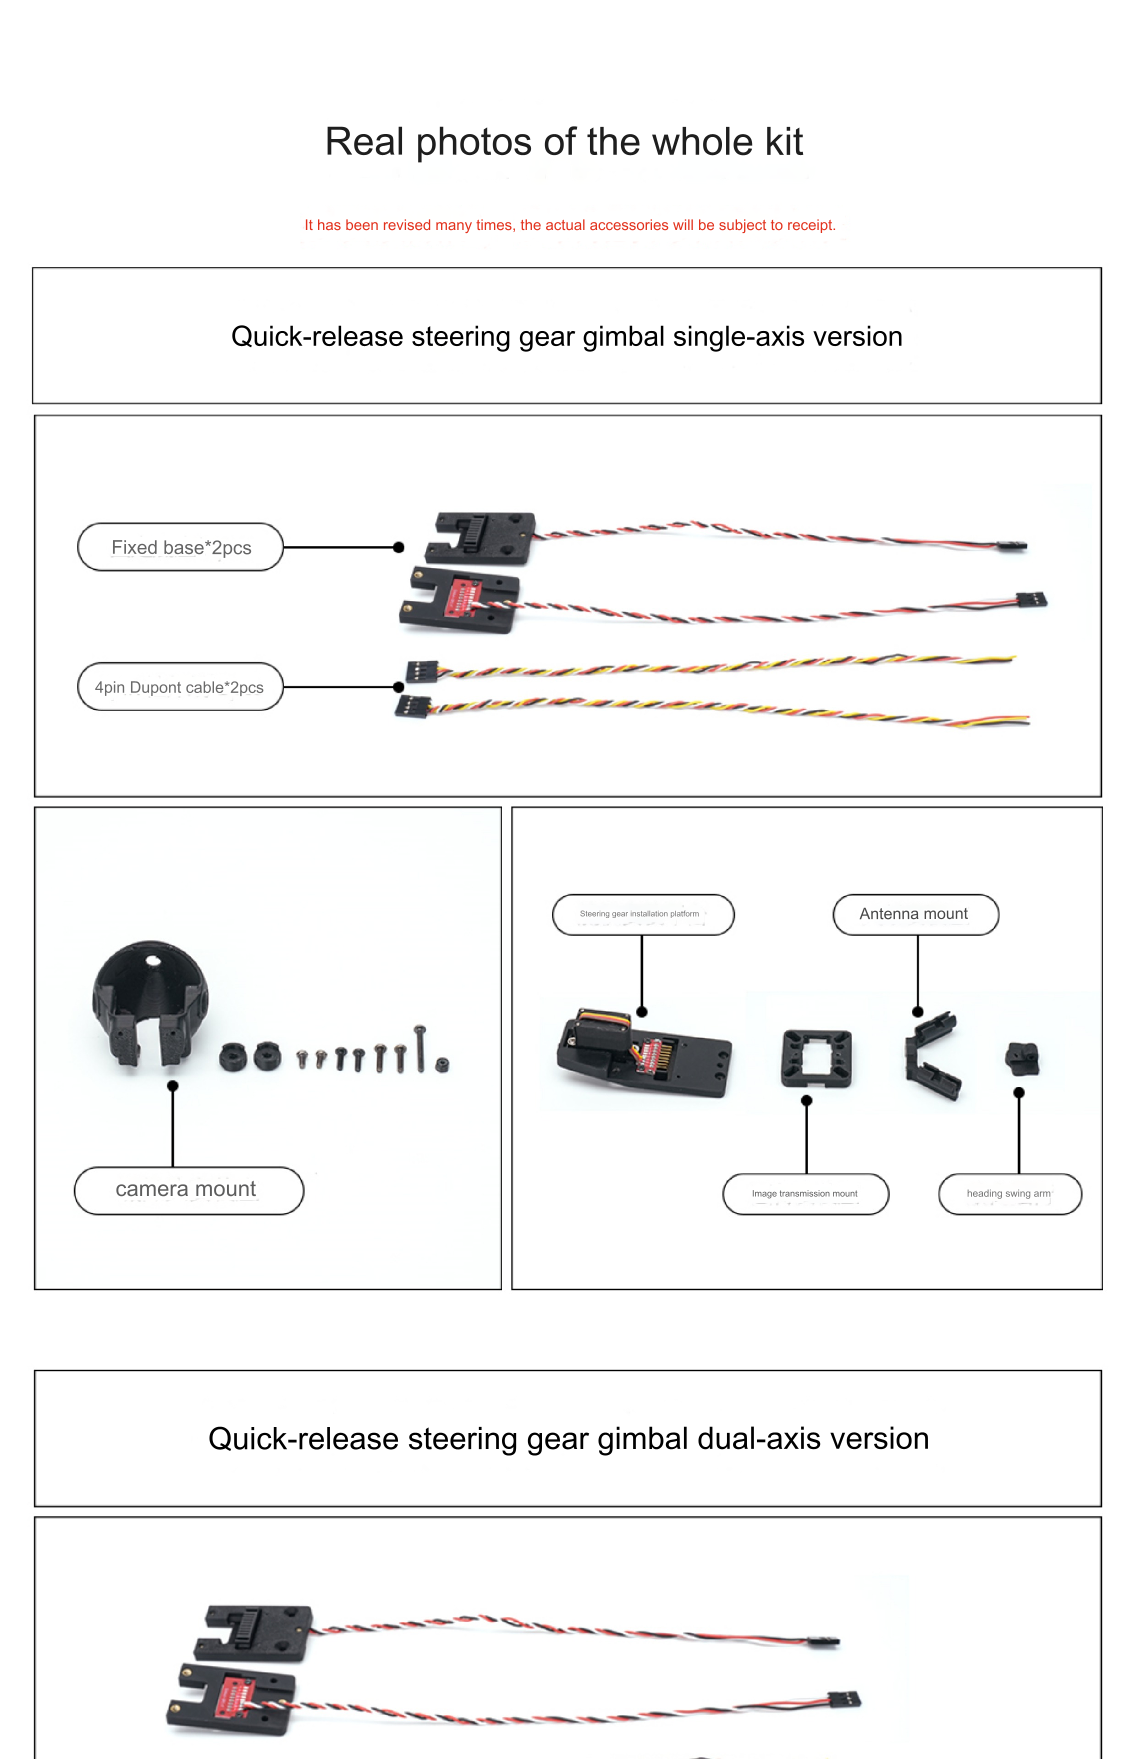 Real photos of the whole kit
It has been revised many times, the actual accessories will be subject to receipt.
Quick-release steering gear gimbal single-axis version
Fixed base*2pcs
4pin Dupont cable*2pcs
Steering gear installation platform
Antenna mount
camera mount
Image transmission mount
heading swing arm
Quick-release steering gear gimbal dual-axis version